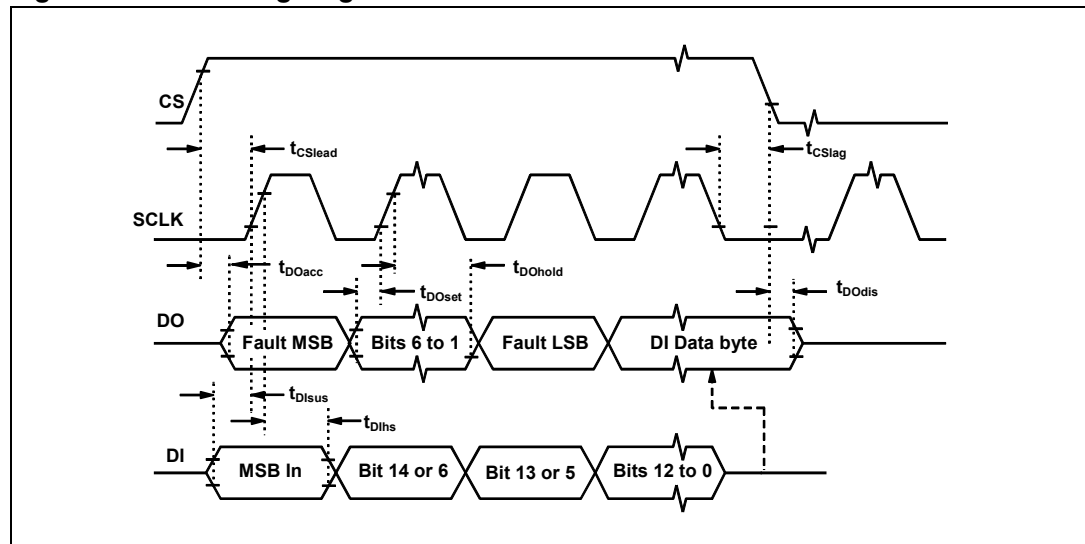 CS
tCSlead
tCSlag
SCLK
tDOacc
tDOset
tDOhold
tDOdis
DO
Fault MSB
Bits 6 to 1
Fault LSB
DI Data byte
tDIsus
tDIhs
DI
MSB In
Bit 14 or 6
Bit 13 or 5
Bits 12 to 0